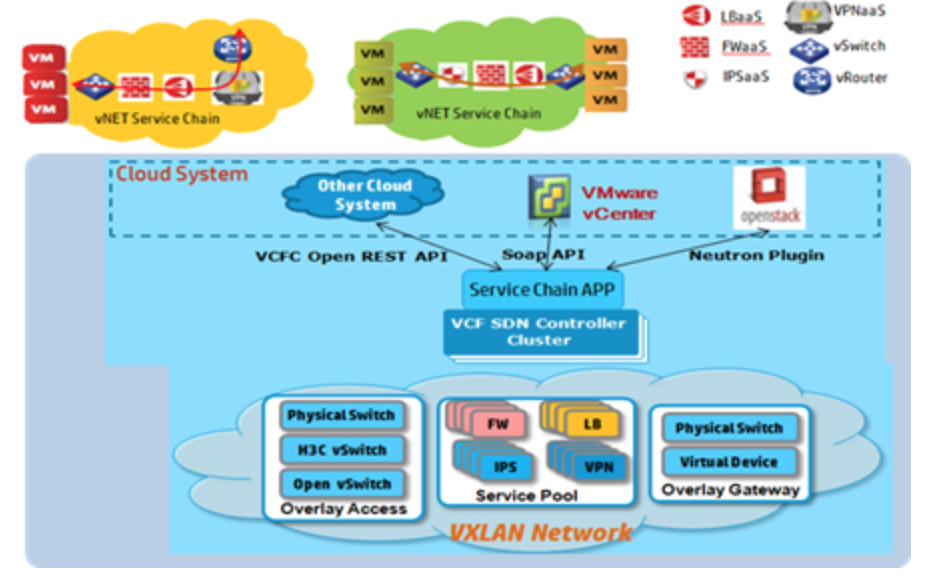 VM
VM
VM
vNET Service Chain
VM
VM
VM
vNET Service Chain
VM
VM
VM
LBaaS
FWaaS
IPSaaS
VPNaaS
vSwitch
vRouter
Cloud System
Other Cloud
System
VMware
vCenter
openstack
VCFC Open REST API
Soap API
Neutron Plugin
Service Chain APP
VCF SDN Controller
Cluster
Physical Switch
H3C vSwitch
Open vSwitch
Overlay Access
FW
LB
IPS
VPN
Service Pool
Physical Switch
Virtual Device
Overlay Gateway
VXLAN Network